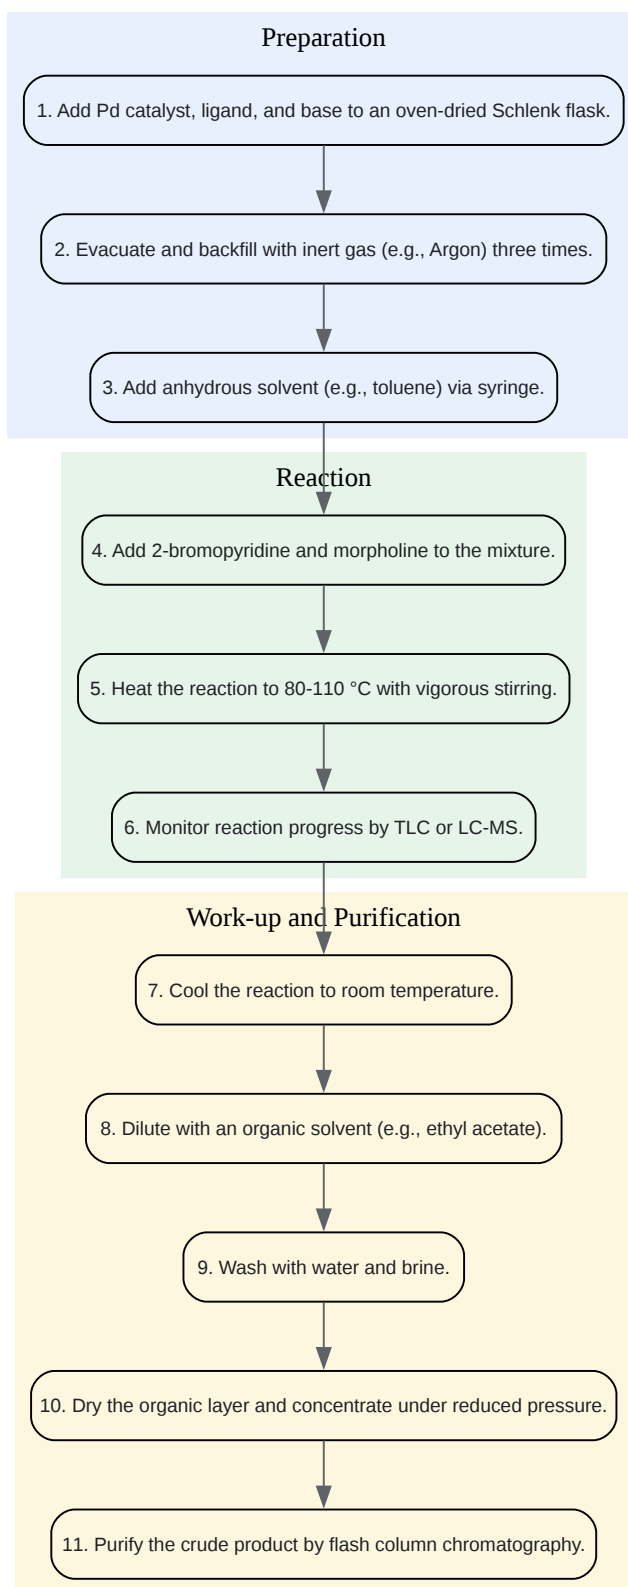 Preparation
1. Add Pd catalyst, ligand, and base to an oven-dried Schlenk flask.
2. Evacuate and backfill with inert gas (e.g., Argon) three times.
3. Add anhydrous solvent (e.g., toluene) via syringe.
Reaction
4. Add 2-bromopyridine and morpholine to the mixture.
5. Heat the reaction to 80-110 °C with vigorous stirring.
6. Monitor reaction progress by TLC or LC-MS.
Work-up and Purification
7. Cool the reaction to room temperature.
8. Dilute with an organic solvent (e.g., ethyl acetate).
9. Wash with water and brine.
10. Dry the organic layer and concentrate under reduced pressure.
11. Purify the crude product by flash column chromatography.